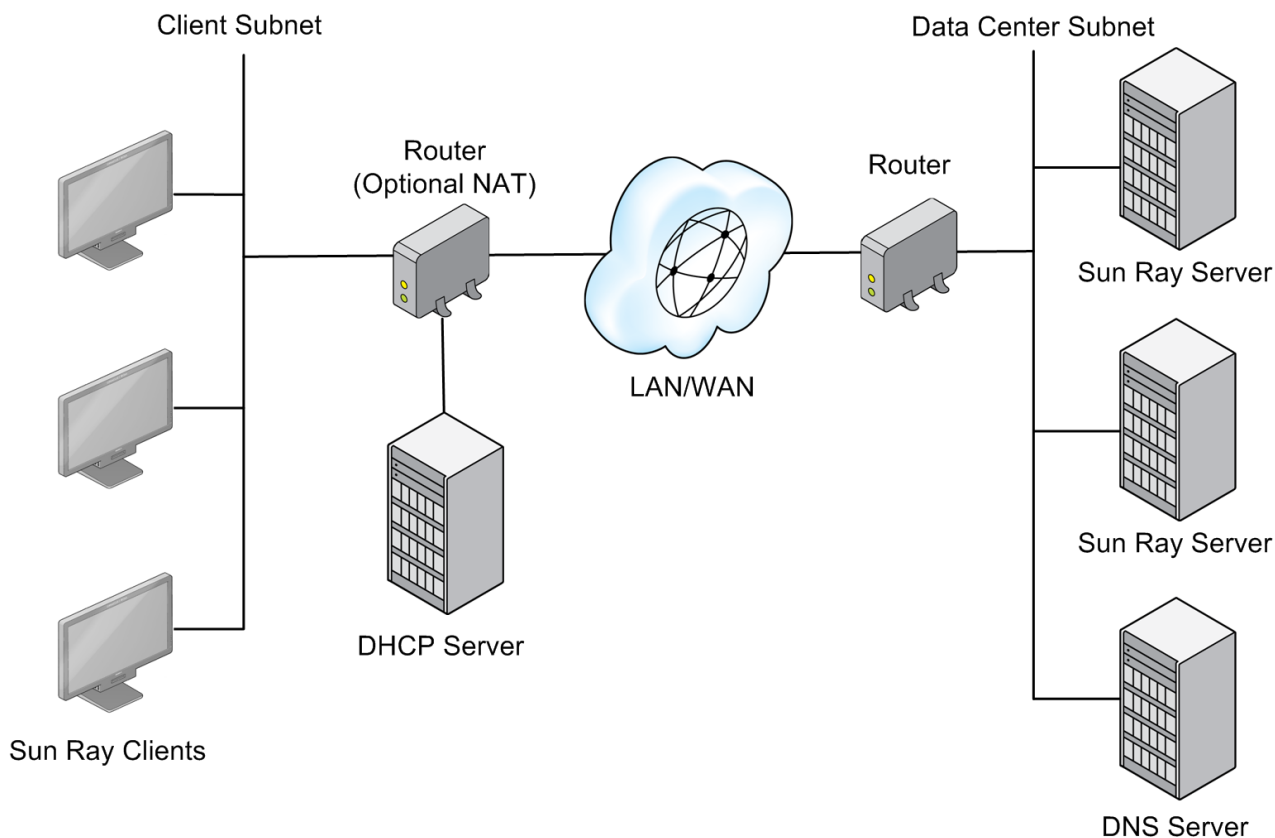 Client Subnet
Data Center Subnet
Router
(Optional NAT)
Router
Sun Ray Server
LAN/WAN
Sun Ray Server
DHCP Server
Sun Ray Clients
DNS Server